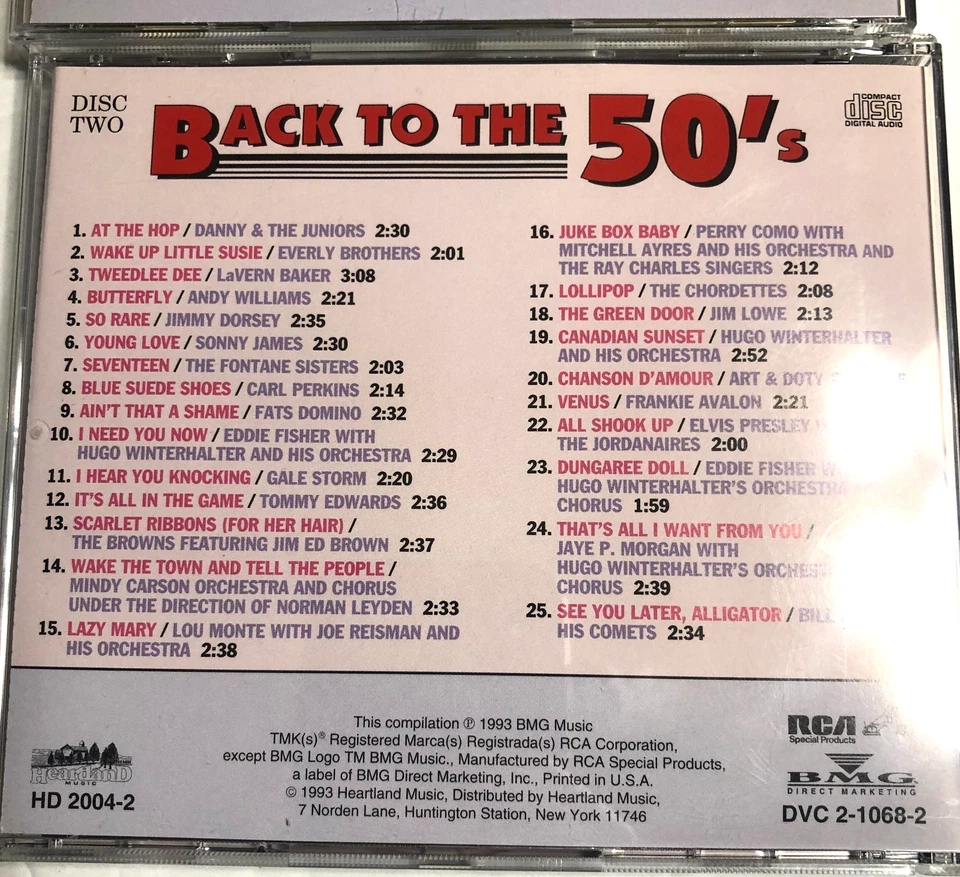 DISC
TWO
BACK TO THE 50's
COMPACT
disc
DIGITAL AUDIO
1. AT THE HOP / DANNY & THE JUNIORS 2:30
2. WAKE UP LITTLE SUSIE / EVERLY BROTHERS 2:01
3. TWEEDLEE DEE / LaVERN BAKER 3:08
4. BUTTERFLY / ANDY WILLIAMS 2:21
5. SO RARE / JIMMY DORSEY 2:35
6. YOUNG LOVE / SONNY JAMES 2:30
7. SEVENTEEN / THE FONTANE SISTERS 2:03
8. BLUE SUEDE SHOES / CARL PERKINS 2:14
9. AIN'T THAT A SHAME / FATS DOMINO 2:32
10. I NEED YOU NOW / EDDIE FISHER WITH
HUGO WINTERHALTER AND HIS ORCHESTRA 2:29
11. I HEAR YOU KNOCKING / GALE STORM 2:20
12. IT'S ALL IN THE GAME / TOMMY EDWARDS 2:36
13. SCARLET RIBBONS (FOR HER HAIR) /
THE BROWNS FEATURING JIM ED BROWN 2:37
14. WAKE THE TOWN AND TELL THE PEOPLE /
MINDY CARSON ORCHESTRA AND CHORUS
UNDER THE DIRECTION OF NORMAN LEYDEN 2:33
15. LAZY MARY / LOU MONTE WITH JOE REISMAN AND
HIS ORCHESTRA 2:38
16. JUKE BOX BABY / PERRY COMO WITH
MITCHELL AYRES AND HIS ORCHESTRA AND
THE RAY CHARLES SINGERS 2:12
17. LOLLIPOP / THE CHORDETTES 2:08
18. THE GREEN DOOR / JIM LOWE 2:13
19. CANADIAN SUNSET / HUGO WINTERHALTER
AND HIS ORCHESTRA 2:52
20. CHANSON D'AMOUR / ART & DOTY
21. VENUS / FRANKIE AVALON 2:21
22. ALL SHOOK UP / ELVIS PRESLEY
THE JORDANAIRES 2:00
23. DUNGAREE DOLL / EDDIE FISHER
HUGO WINTERHALTER'S ORCHESTRA
CHORUS 1:59
24. THAT'S ALL I WANT FROM YOU /
JAYE P. MORGAN WITH
HUGO WINTERHALTER'S
CHORUS 2:39
25. SEE YOU LATER, ALLIGATOR /
HIS COMETS 2:34
This compilation ℗ 1993 BMG Music
TMK(s)® Registered Marca(s) Registrada(s) RCA Corporation,
except BMG Logo TM BMG Music., Manufactured by RCA Special Products,
a label of BMG Direct Marketing, Inc., Printed in U.S.A.
© 1993 Heartland Music, Distributed by Heartland Music,
7 Norden Lane, Huntington Station, New York 11746
HeartlanD
MUSIC
HD 2004-2
RCA
Special Products
BMG
DIRECT MARKETING
DVC 2-1068-2